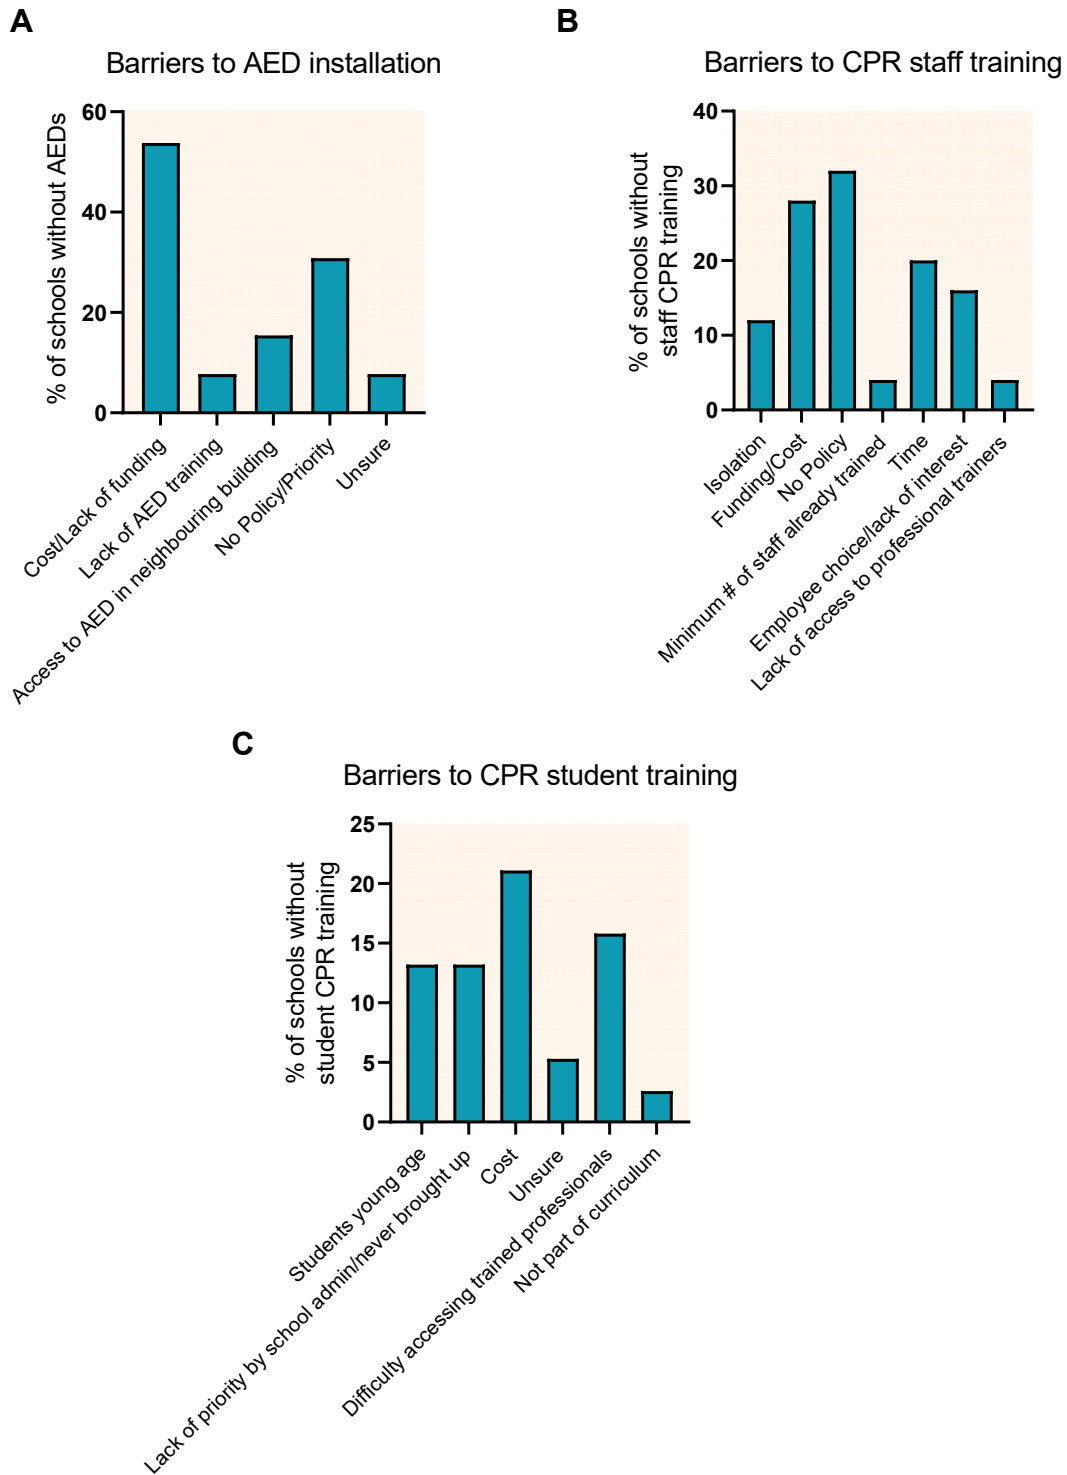 A
Barriers to AED installation
% of schools without AEDs
60
40
20
0
Cost/Lack of funding
Lack of AED training
Access to AED in neighbouring building
No Policy/Priority
Unsure
B
Barriers to CPR staff training
% of schools without
staff CPR training
40
30
20
10
0
Isolation
Funding/Cost
No Policy
Minimum # of staff already trained
Time
Employee choice/lack of interest
Lack of access to professional trainers
C
Barriers to CPR student training
% of schools without
student CPR training
25
20
15
10
5
0
Students young age
Lack of priority by school admin/never brought up
Cost
Unsure
Difficulty accessing trained professionals
Not part of curriculum